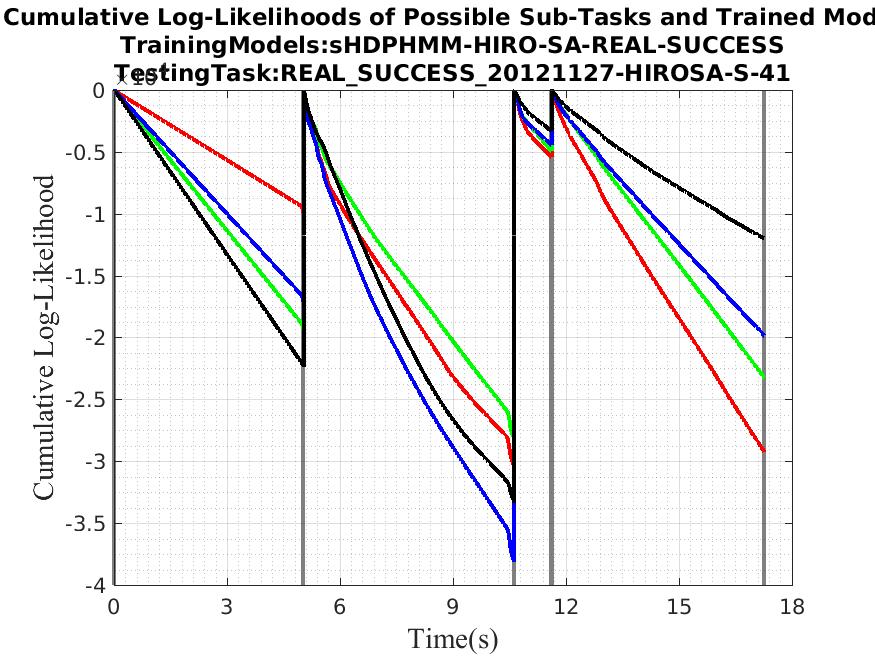 Cumulative Log-Likelihoods of Possible Sub-Tasks and Trained Mod
TrainingModels:sHDPHMM-HIRO-SA-REAL-SUCCESS
TestingTask:REAL_SUCCESS_20121127-HIROSA-S-41
0
-0.5
-1
-1.5
-2
-2.5
-3
-3.5
-4
Cumulative Log-Likelihood
0 3 6 9 12 15 18
Time(s)